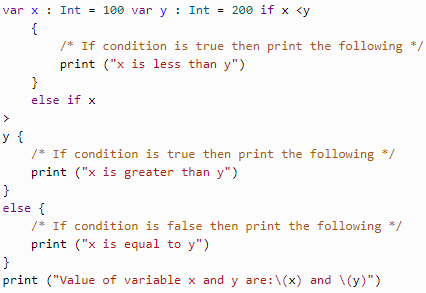 var x : Int = 100 var y : Int = 200 if x <y
{
/* If condition is true then print the following */
print ("x is less than y")
}
else if x
>
y {
/* If condition is true then print the following */
print ("x is greater than y")
}
else {
/* If condition is false then print the following */
print ("x is equal to y")
}
print ("Value of variable x and y are:\(x) and \(y)")